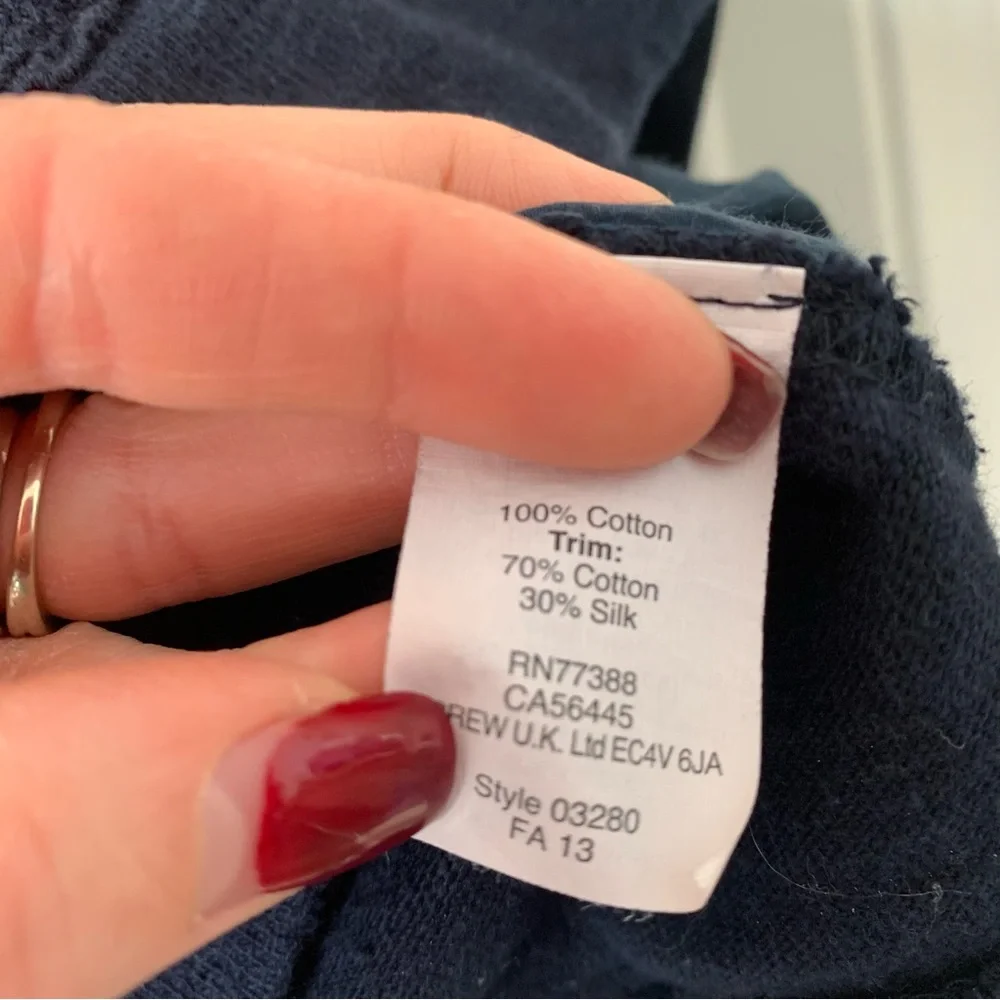 100% Cotton
Trim:
70% Cotton
30% Silk
RN77388
CA56445
REW U.K. Ltd EC4V 6JA
Style 03280
FA 13